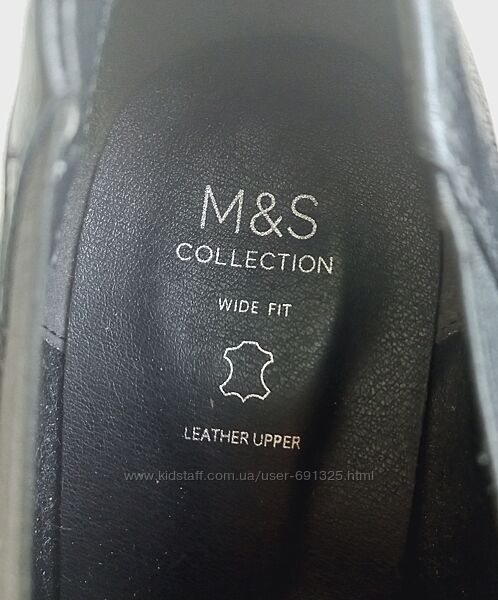 M&S
COLLECTION
WIDE FIT
LEATHER UPPER
www.kidstaff.com.ua/user-691325.html